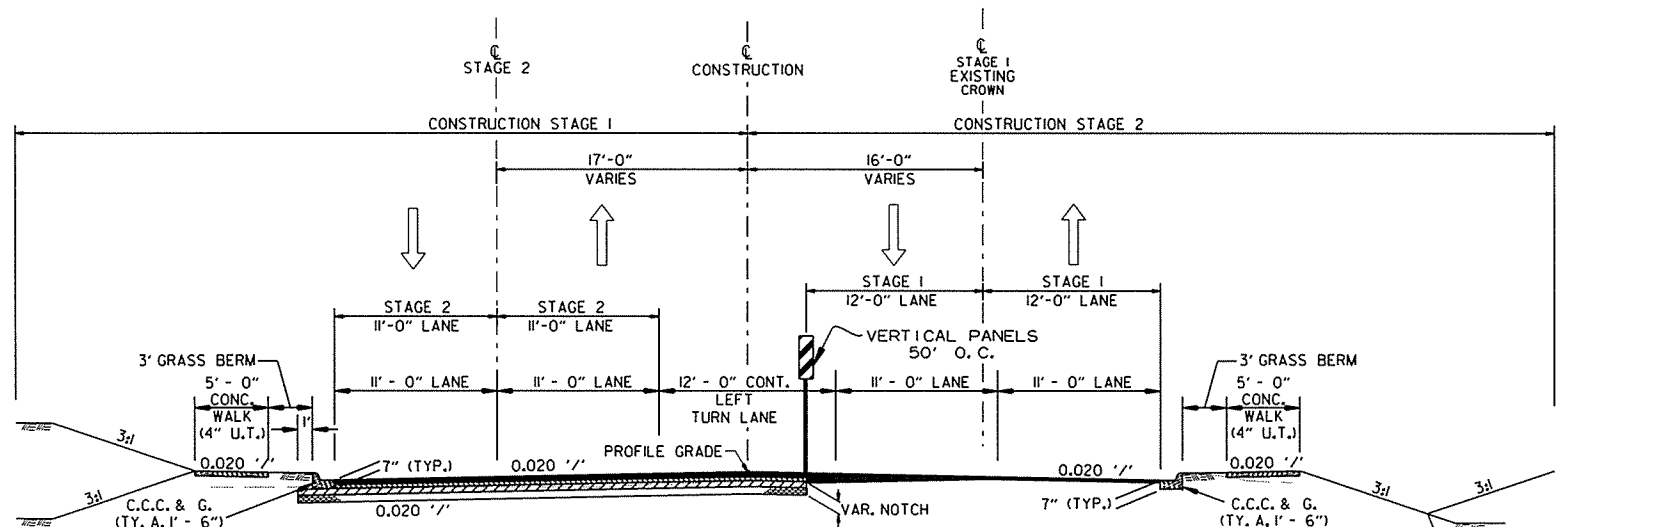 ℄
STAGE 2
℄
CONSTRUCTION
℄
STAGE 1
EXISTING
CROWN
CONSTRUCTION STAGE 1
CONSTRUCTION STAGE 2
17'-0"
VARIES
16'-0"
VARIES
STAGE 1
12'-0" LANE
STAGE 1
12'-0" LANE
STAGE 2
11'-0" LANE
STAGE 2
11'-0" LANE
VERTICAL PANELS
50' O.C.
3' GRASS BERM
5' - 0"
CONC.
WALK
(4" U.T.)
1'
11' - 0" LANE
11' - 0" LANE
12' - 0" CONT.
LEFT
TURN LANE
11' - 0" LANE
11' - 0" LANE
3' GRASS BERM
5' - 0"
CONC.
WALK
(4" U.T.)
3:1
0.020 '/'
7" (TYP.)
0.020 '/'
PROFILE GRADE
0.020 '/'
0.020 '/'
3:1
C.C.C. & G.
(TY. A, 1' - 6")
0.020 '/'
VAR. NOTCH
7" (TYP.)
C.C.C. & G.
(TY. A, 1' - 6")
3:1
3:1